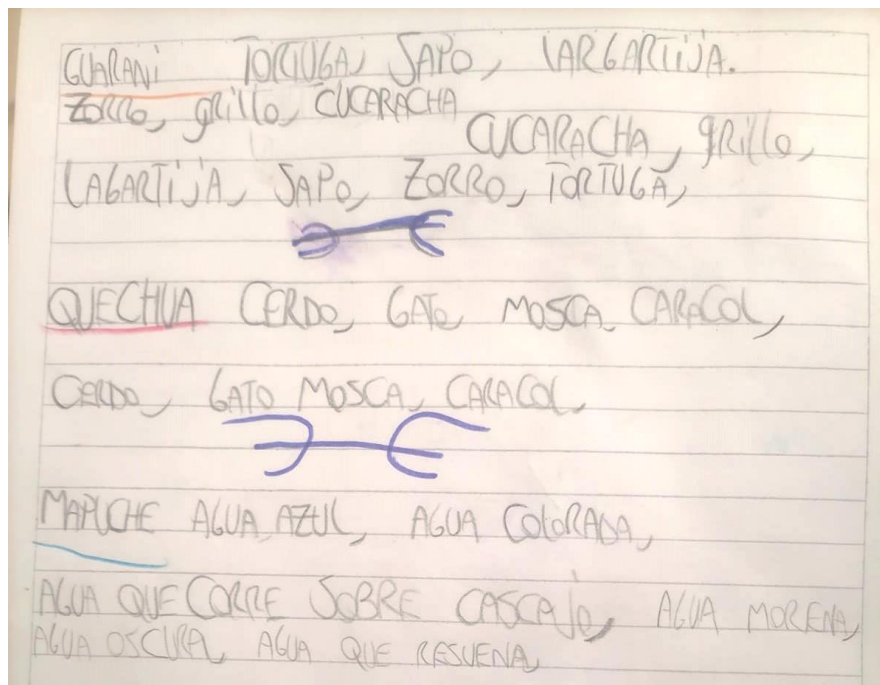 GUARANI TORTUGA, SAPO, LARGARTIJA.
ZORRO, grillo, CUCARACHA
CUCARACHA, grillo,
LAGARTIJA, SAPO, ZORRO, TORTUGA,
QUECHUA CERDO, GATO MOSCA, CARACOL,
CERDO, GATO MOSCA, CARACOL,
MAPUCHE AGUA AZUL, AGUA COLORADA,
AGUA QUE CORRE SOBRE CASCAJO, AGUA MORENA,
AGUA OSCURA, AGUA QUE RESUENA,